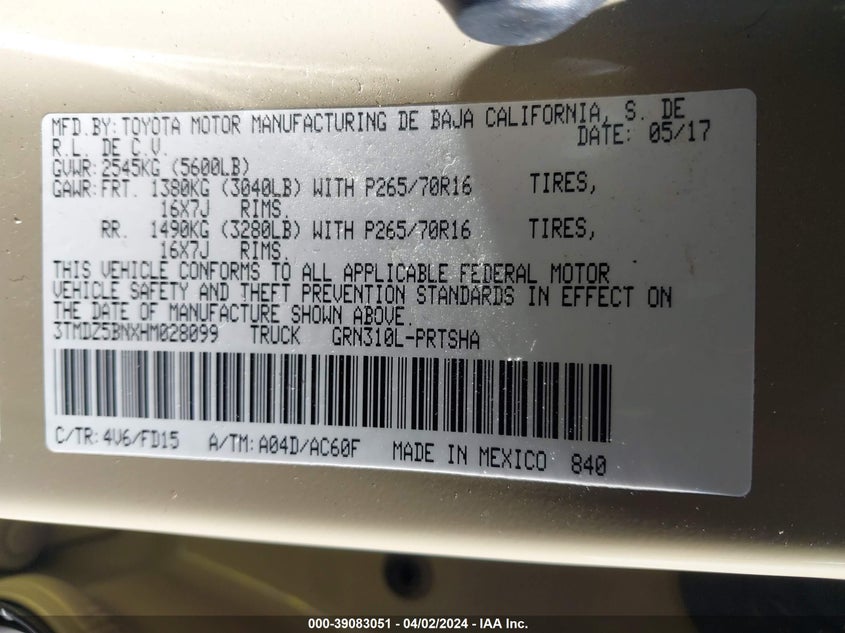 MFD.BY:TOYOTA MOTOR MANUFACTURING DE BAJA CALIFORNIA, S. DE
R.L. DE C.V. DATE: 05/17
GVWR:2545KG (5600LB)
GAWR:FRT. 1380KG (3040LB) WITH P265/70R16 TIRES,
16X7J RIMS.
RR. 1490KG (3280LB) WITH P265/70R16 TIRES,
16X7J RIMS.
THIS VEHICLE CONFORMS TO ALL APPLICABLE FEDERAL MOTOR
VEHICLE SAFETY AND THEFT PREVENTION STANDARDS IN EFFECT ON
THE DATE OF MANUFACTURE SHOWN ABOVE.
3TMDZ5BNXHM028099 TRUCK GRN310L-PRTSHA
C/TR:4V6/FD15 A/TM:A04D/AC60F MADE IN MEXICO 840
000-39083051 - 04/02/2024 - IAA Inc.